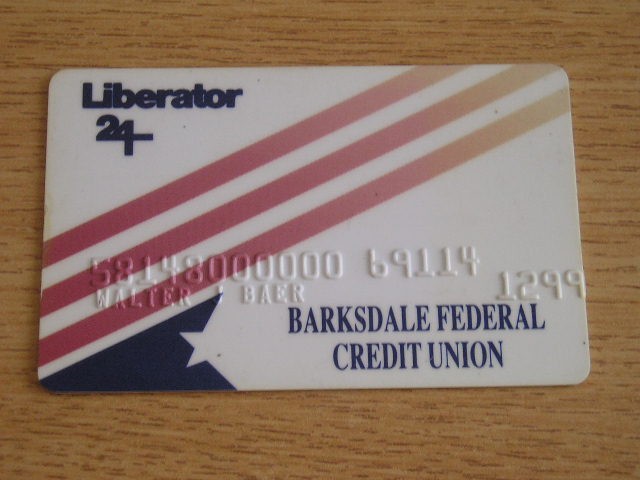 Liberator
24
58148000000 69114
1299
WALTER BAER
BARKSDALE FEDERAL
CREDIT UNION